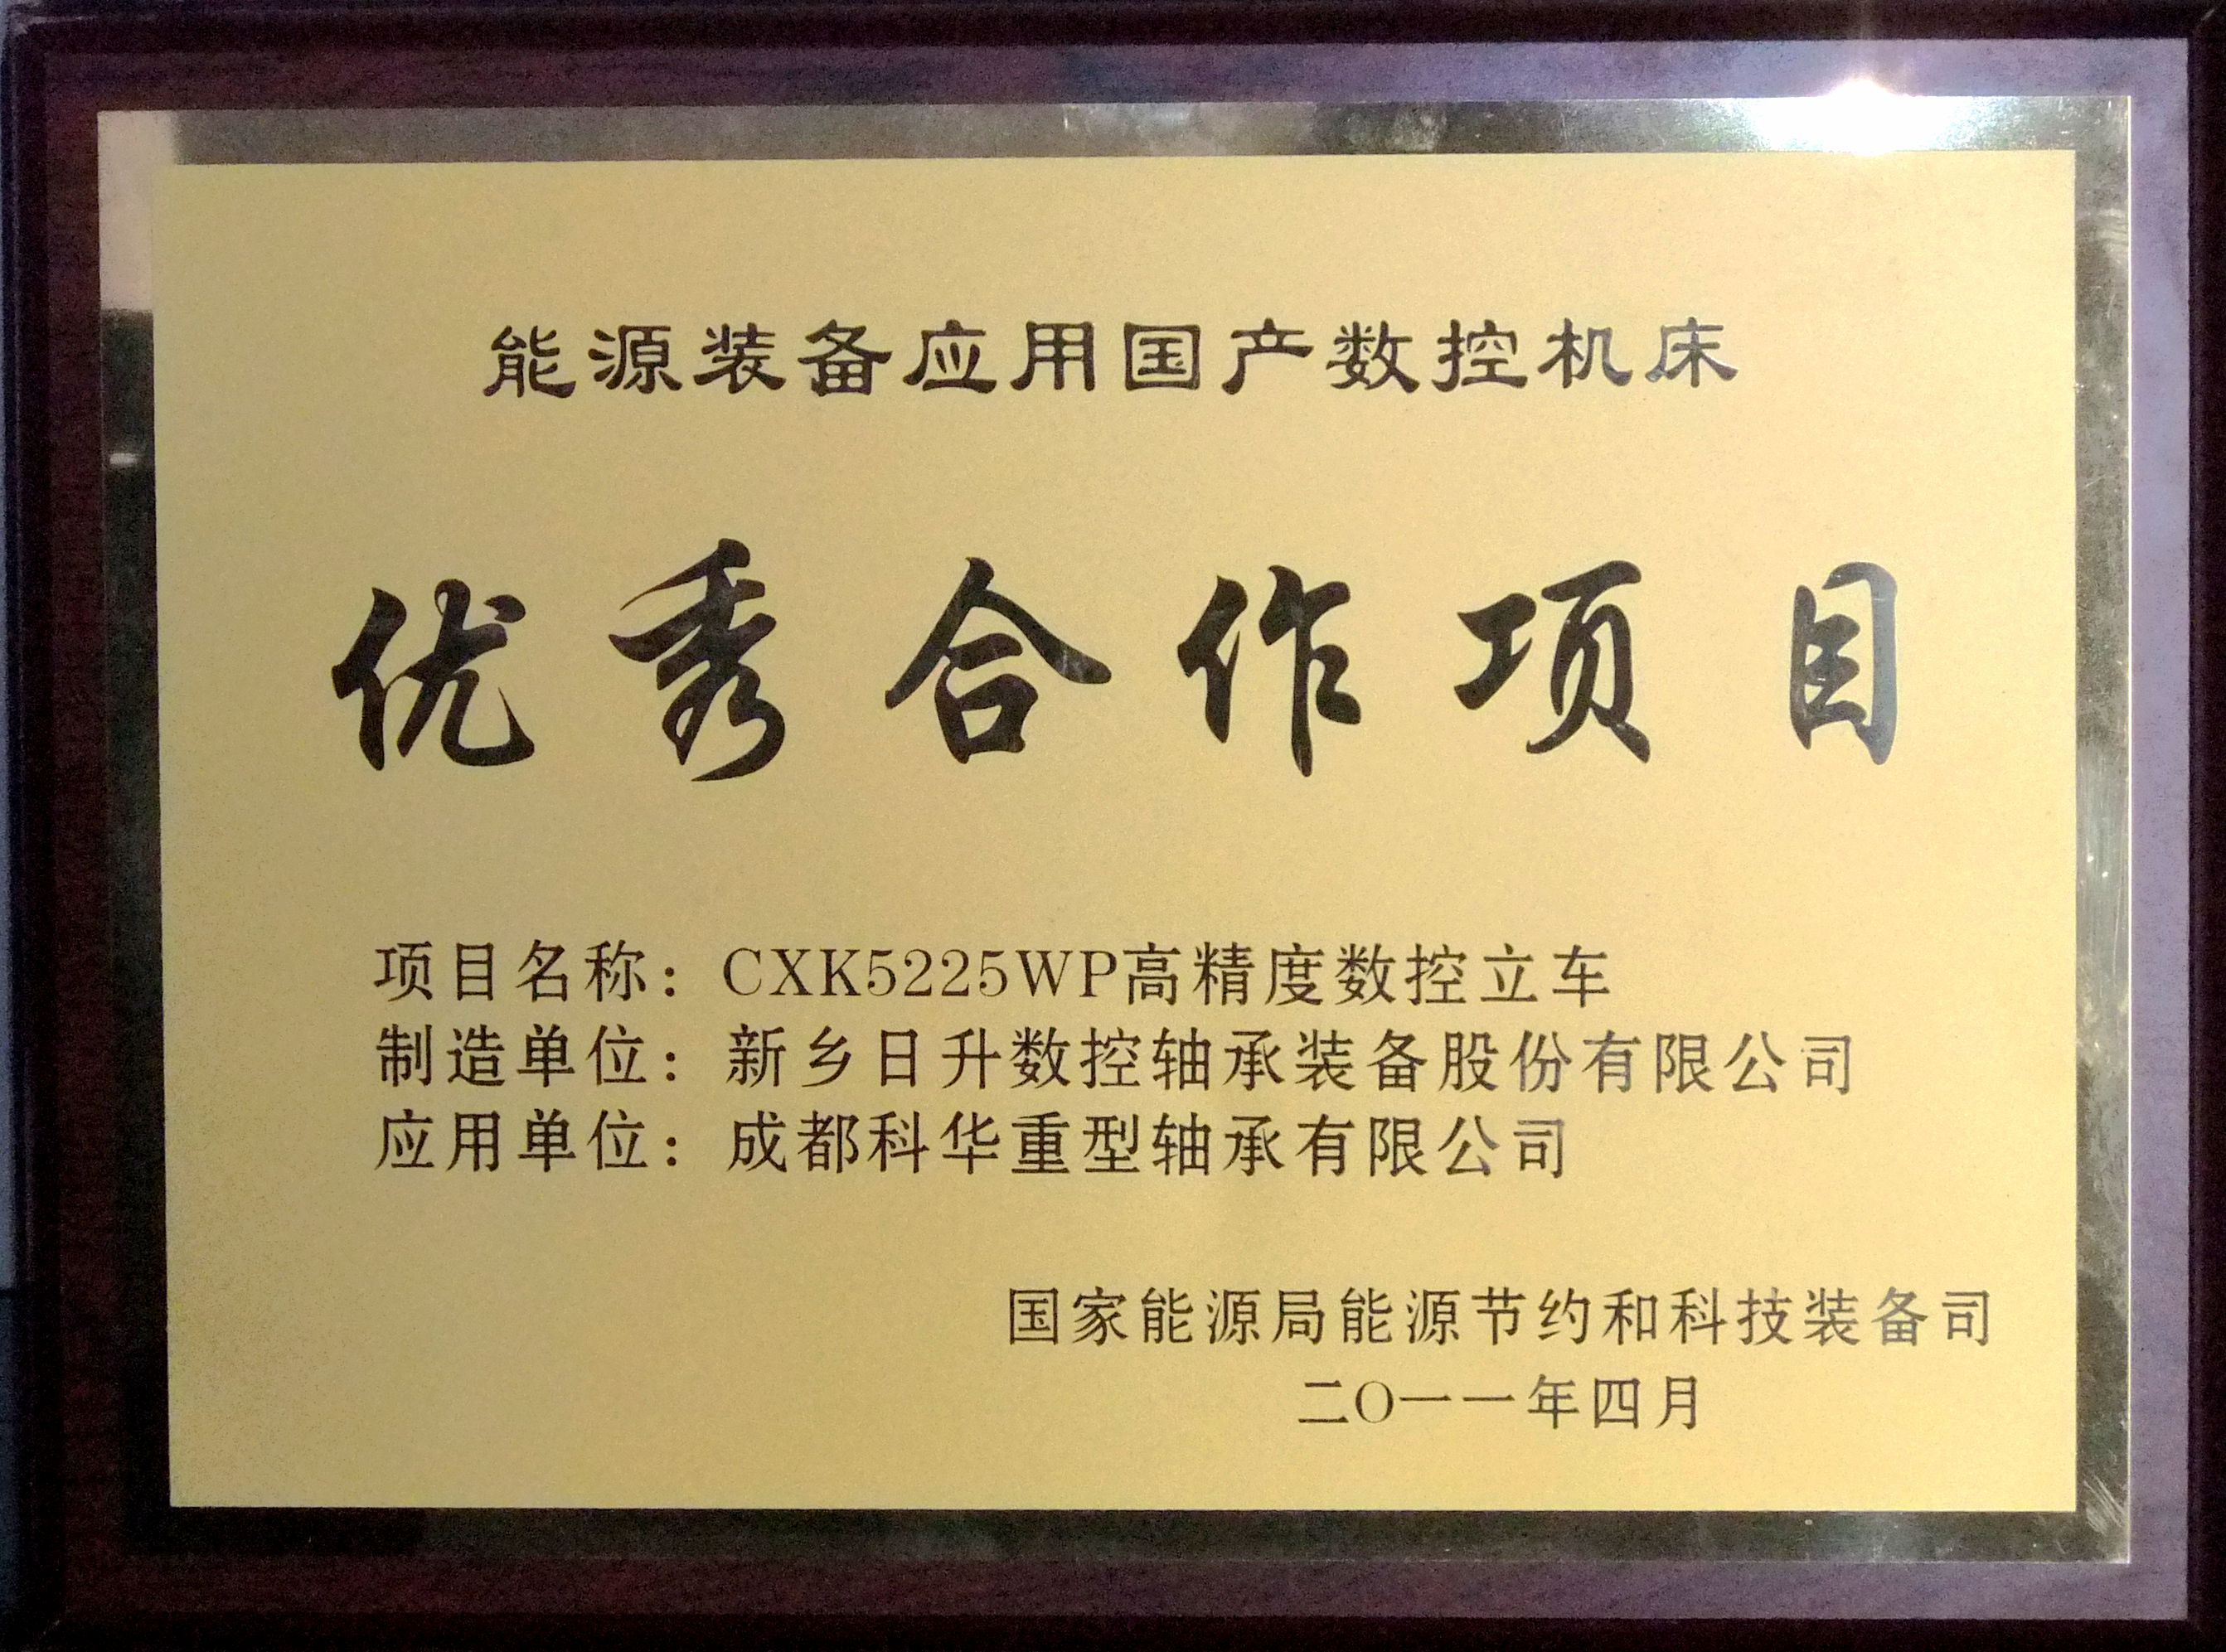 能源装备应用国产数控机床
优秀合作项目
项目名称：CXK5225WP高精度数控立车
制造单位：新乡日升数控轴承装备股份有限公司
应用单位：成都科华重型轴承有限公司
国家能源局能源节约和科技装备司
二〇一一年四月